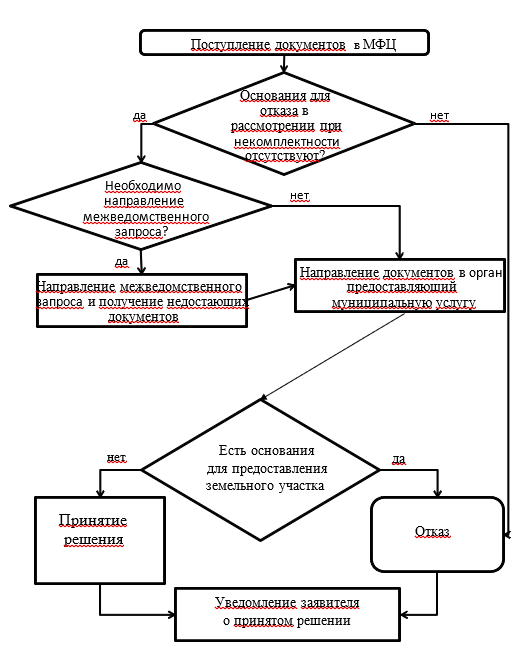 Поступление документов в МФЦ
Основания для
отказа в
рассмотрении при
некомплектности
отсутствуют?
да
нет
Необходимо
направление
межведомственного
запроса?
нет
да
Направление межведомственного
запроса и получение недостающих
документов
Направление документов в орган
предоставляющий
муниципальную услугу
Есть основания
для предоставления
земельного участка
нет
да
Принятие
решения
Отказ
Уведомление заявителя
о принятом решении